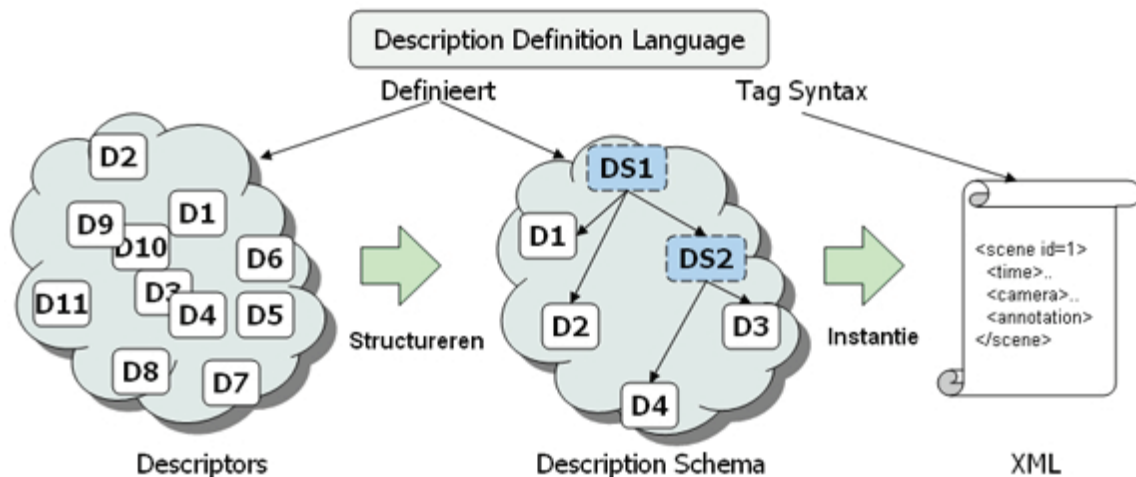 Description Definition Language
Definieert
Tag Syntax
D2
D9
D1
D10
D6
D3
D11
D4
D5
D8
D7
Descriptors
Structureren
DS1
D1
DS2
D2
D3
D4
Description Schema
Instantie
<scene id=1>
<time>..
<camera>..
<annotation>
</scene>
XML